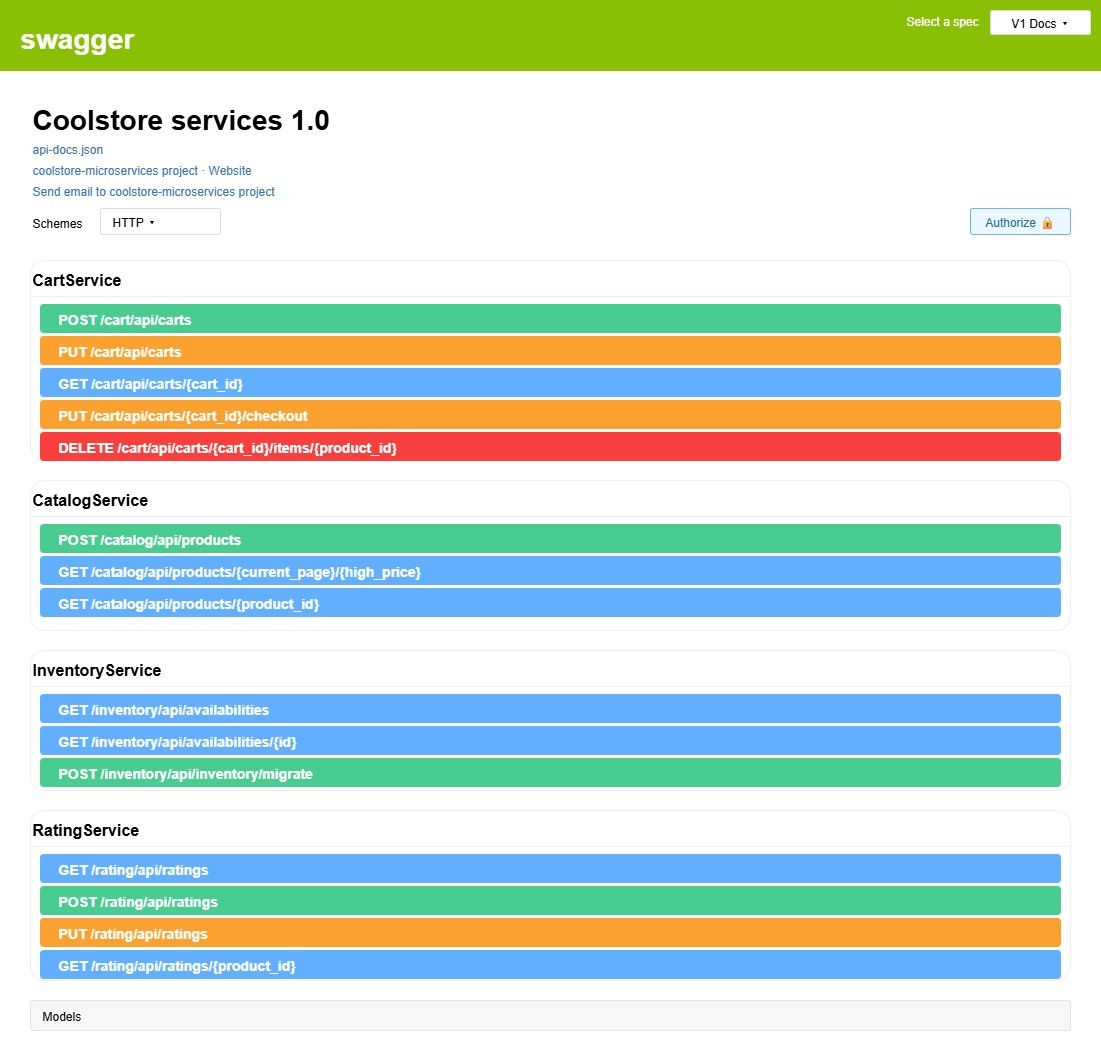 Select a spec V1 Docs
swagger
Coolstore services 1.0
api-docs.json
coolstore-microservices project · Website
Send email to coolstore-microservices project
Schemes HTTP Authorize
CartService
POST /cart/api/carts
PUT /cart/api/carts
GET /cart/api/carts/{cart_id}
PUT /cart/api/carts/{cart_id}/checkout
DELETE /cart/api/carts/{cart_id}/items/{product_id}
CatalogService
POST /catalog/api/products
GET /catalog/api/products/{current_page}/{high_price}
GET /catalog/api/products/{product_id}
InventoryService
GET /inventory/api/availabilities
GET /inventory/api/availabilities/{id}
POST /inventory/api/inventory/migrate
RatingService
GET /rating/api/ratings
POST /rating/api/ratings
PUT /rating/api/ratings
GET /rating/api/ratings/{product_id}
Models